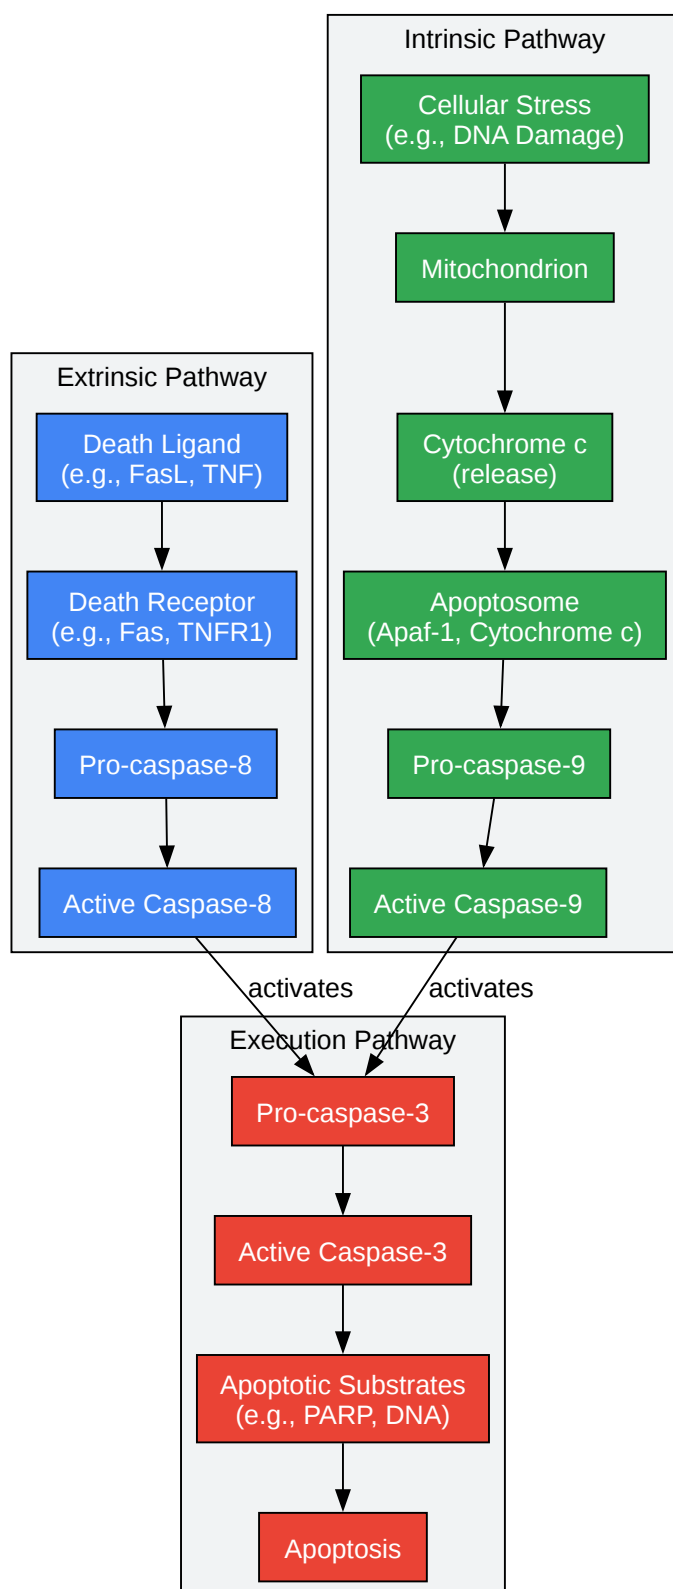 Intrinsic Pathway
Cellular Stress
(e.g., DNA Damage)
Mitochondrion
Cytochrome c
(release)
Apoptosome
(Apaf-1, Cytochrome c)
Pro-caspase-9
Active Caspase-9
Extrinsic Pathway
Death Ligand
(e.g., FasL, TNF)
Death Receptor
(e.g., Fas, TNFR1)
Pro-caspase-8
Active Caspase-8
activates
activates
Execution Pathway
Pro-caspase-3
Active Caspase-3
Apoptotic Substrates
(e.g., PARP, DNA)
Apoptosis